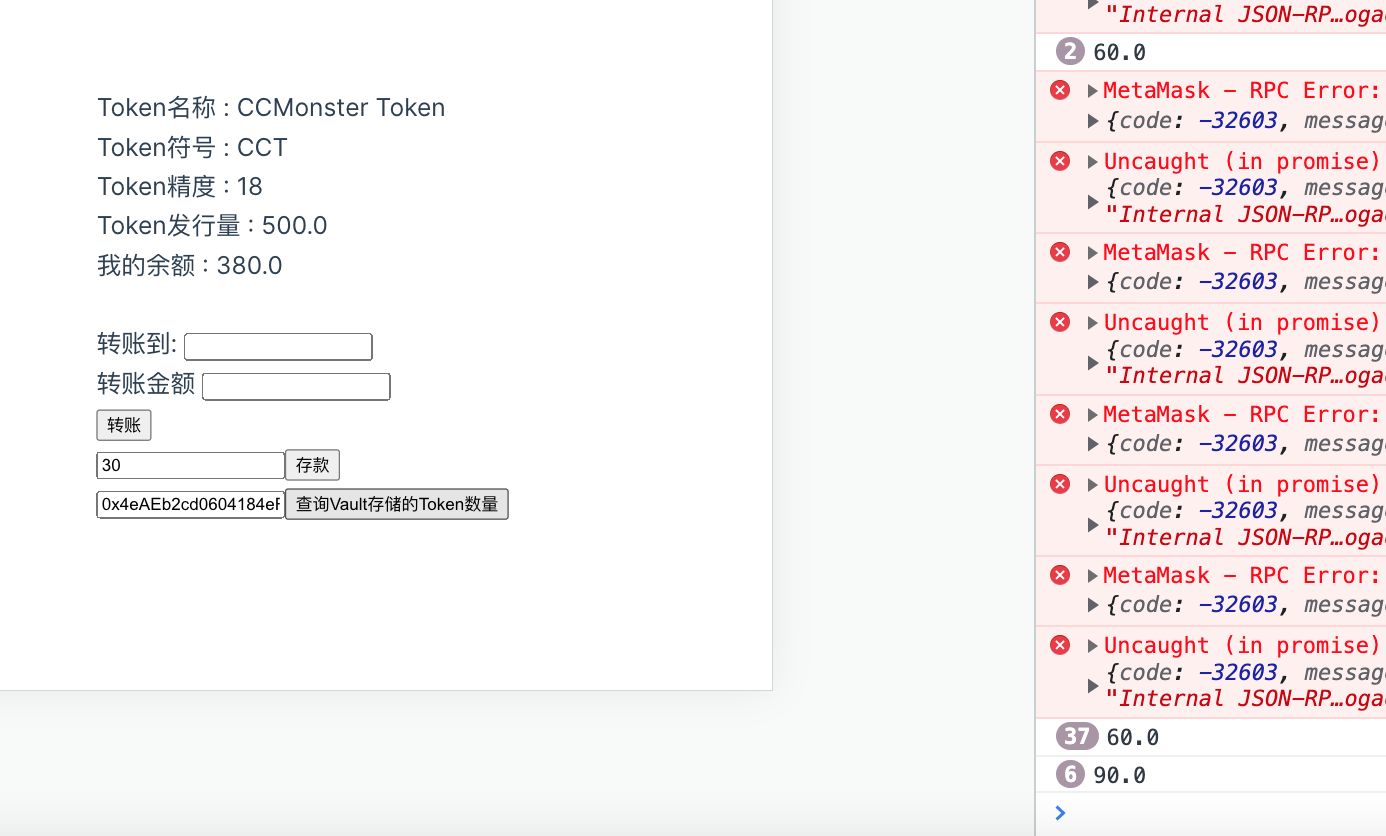 Token名称 : CCMonster Token
Token符号 : CCT
Token精度 : 18
Token发行量 : 500.0
我的余额 : 380.0
转账到:
转账金额
转账
30 存款
0x4eAEb2cd0604184eF 查询Vault存储的Token数量
"Internal JSON-RP…oga
2 60.0
MetaMask - RPC Error:
{code: -32603, messag
Uncaught (in promise)
{code: -32603, messag
"Internal JSON-RP…oga
MetaMask - RPC Error:
{code: -32603, messag
Uncaught (in promise)
{code: -32603, messag
"Internal JSON-RP…oga
MetaMask - RPC Error:
{code: -32603, messag
Uncaught (in promise)
{code: -32603, messag
"Internal JSON-RP…oga
MetaMask - RPC Error:
{code: -32603, messag
Uncaught (in promise)
{code: -32603, messag
"Internal JSON-RP…oga
37 60.0
6 90.0